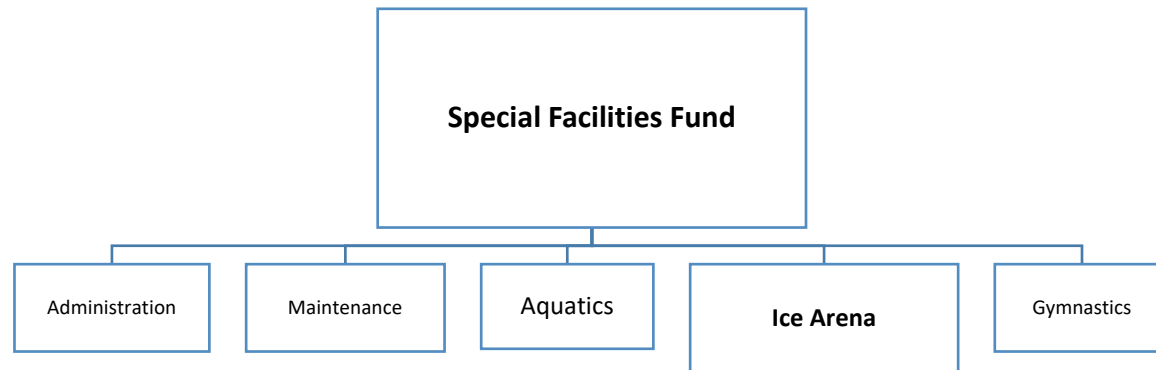 Special Facilities Fund
Administration
Maintenance
Aquatics
Ice Arena
Gymnastics